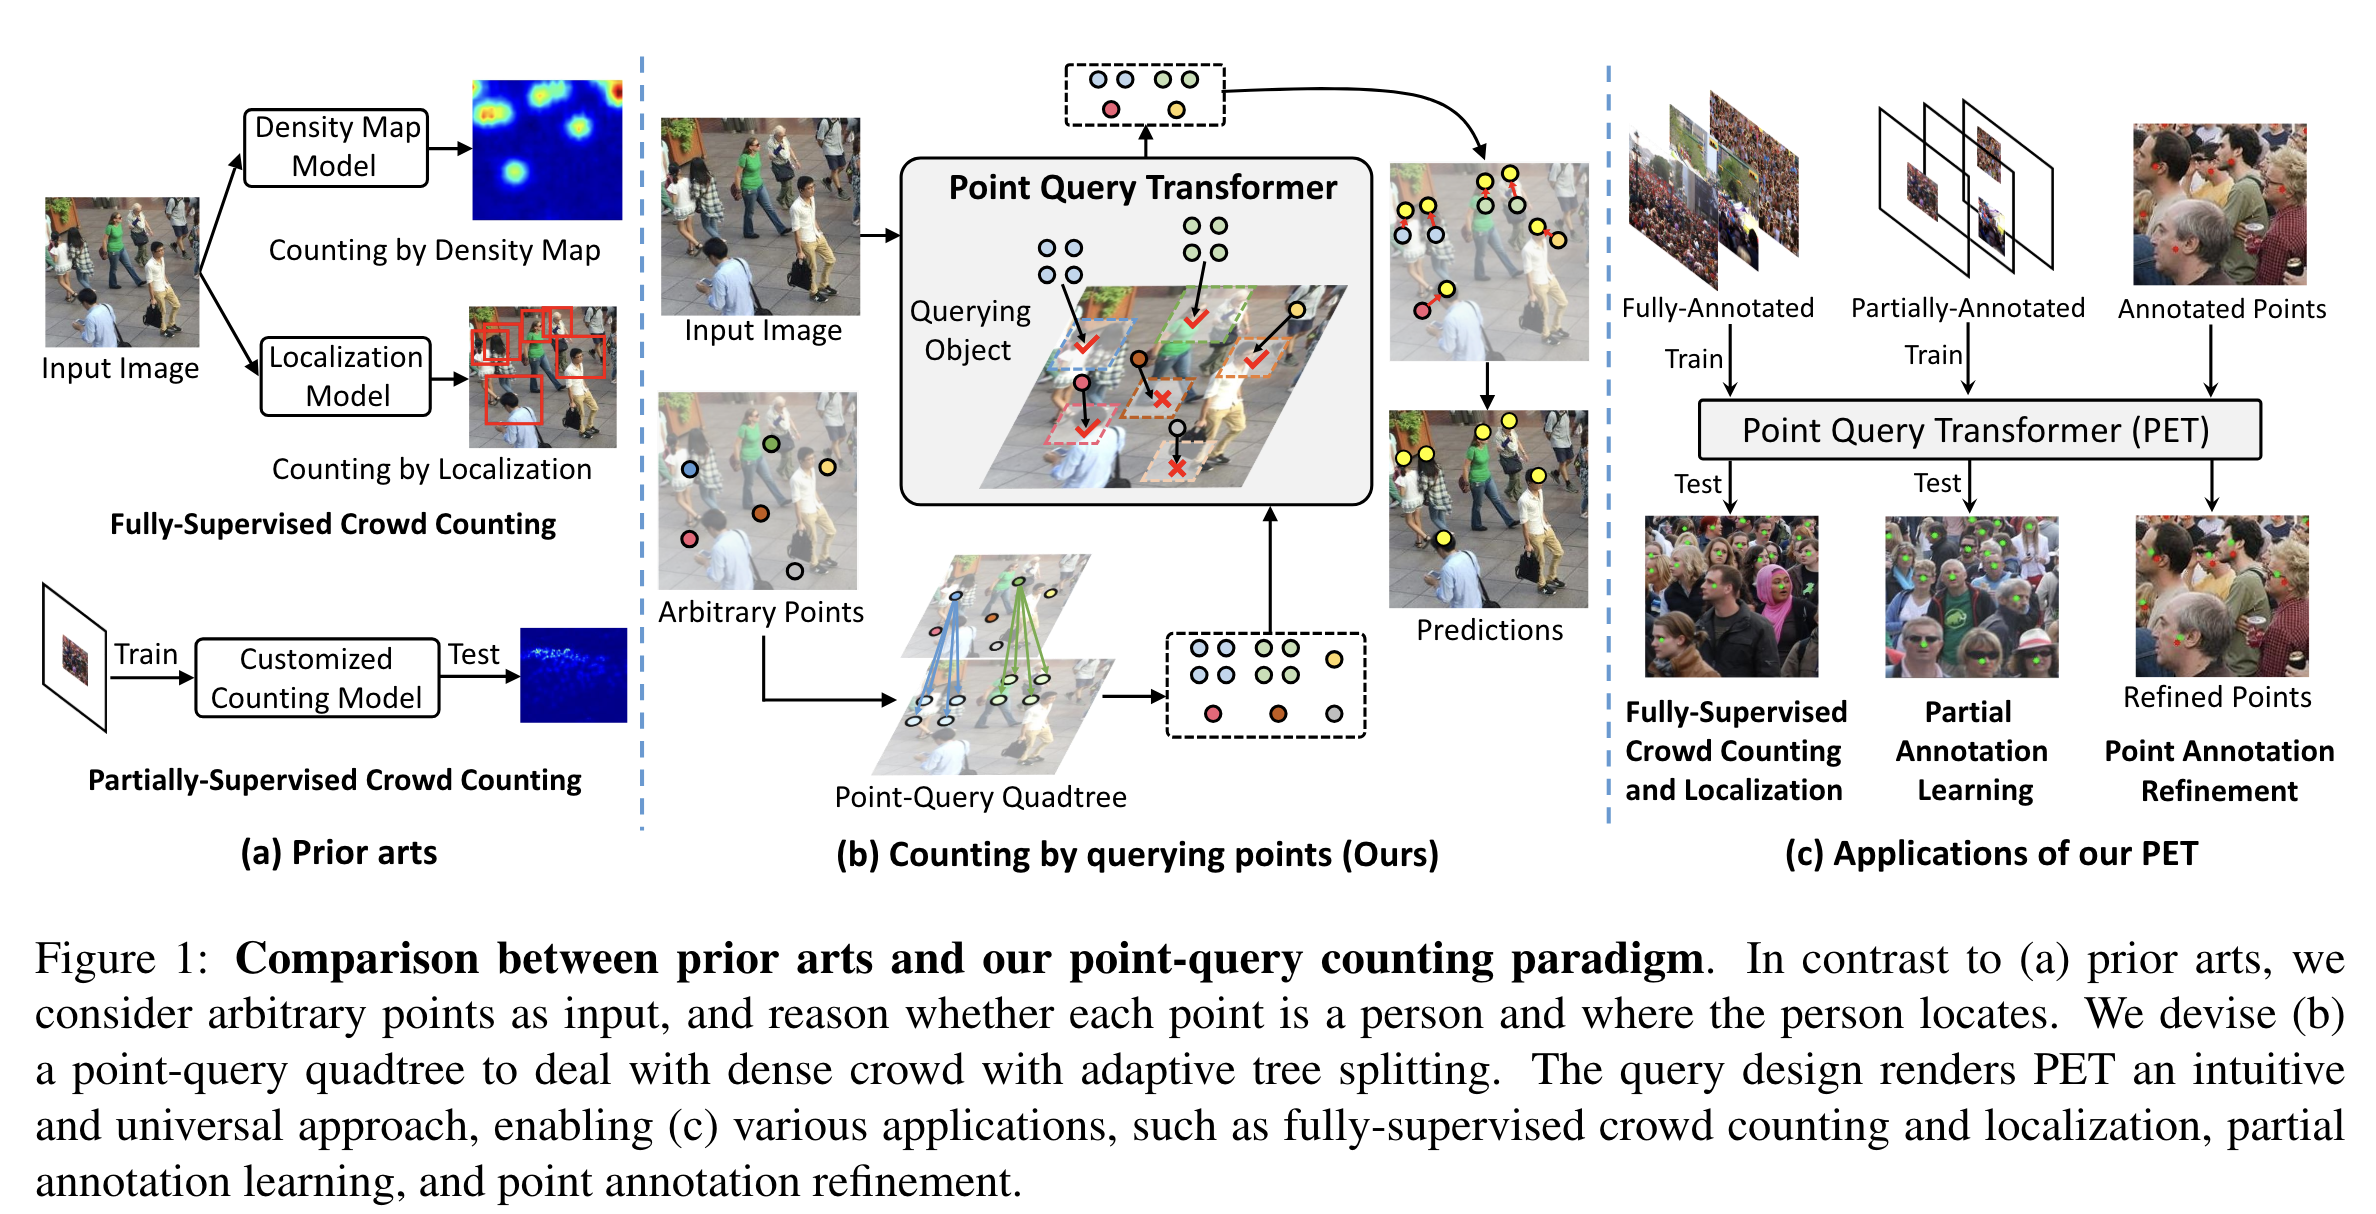 Density Map
Model
Counting by Density Map
Input Image
Localization
Model
Counting by Localization
Fully-Supervised Crowd Counting
Train
Customized
Counting Model
Test
Partially-Supervised Crowd Counting
(a) Prior arts
Input Image
Point Query Transformer
Querying
Object
Arbitrary Points
Point-Query Quadtree
Predictions
(b) Counting by querying points (Ours)
Fully-Annotated
Partially-Annotated
Annotated Points
Train
Train
Point Query Transformer (PET)
Test
Test
Refined Points
Fully-Supervised
Crowd Counting
and Localization
Partial
Annotation
Learning
Point Annotation
Refinement
(c) Applications of our PET
Figure 1: Comparison between prior arts and our point-query counting paradigm. In contrast to (a) prior arts, we
consider arbitrary points as input, and reason whether each point is a person and where the person locates. We devise (b)
a point-query quadtree to deal with dense crowd with adaptive tree splitting. The query design renders PET an intuitive
and universal approach, enabling (c) various applications, such as fully-supervised crowd counting and localization, partial
annotation learning, and point annotation refinement.